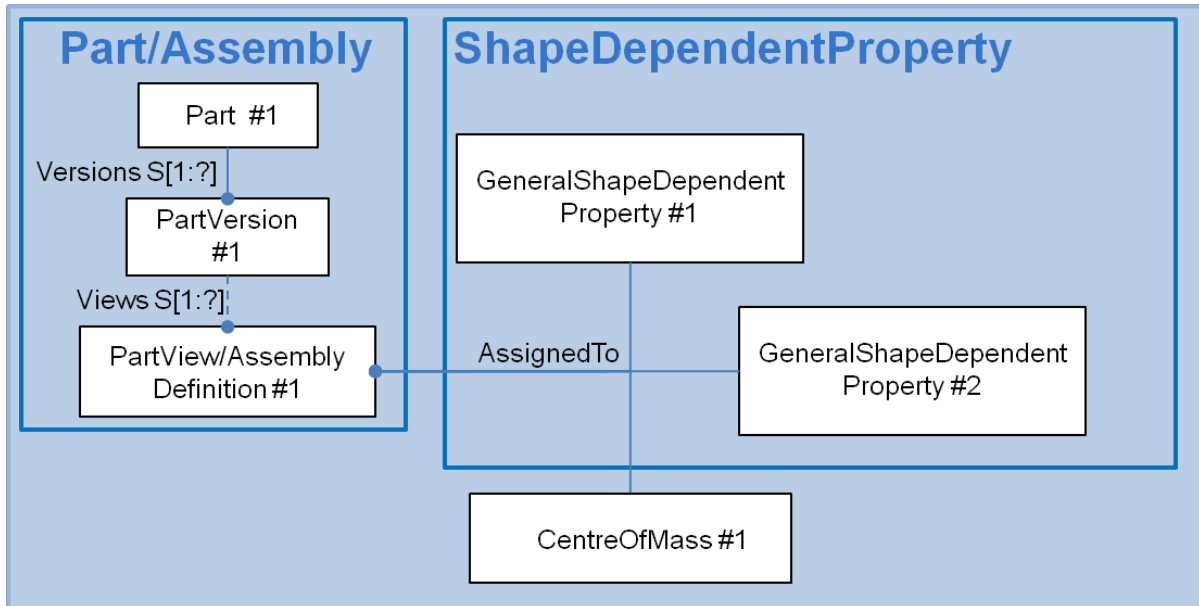 Part/Assembly
Part #1
Versions S[1:?]
PartVersion
#1
Views S[1:?]
PartView/Assembly
Definition #1
ShapeDependentProperty
GeneralShapeDependent
Property #1
AssignedTo
GeneralShapeDependent
Property #2
CentreOfMass #1